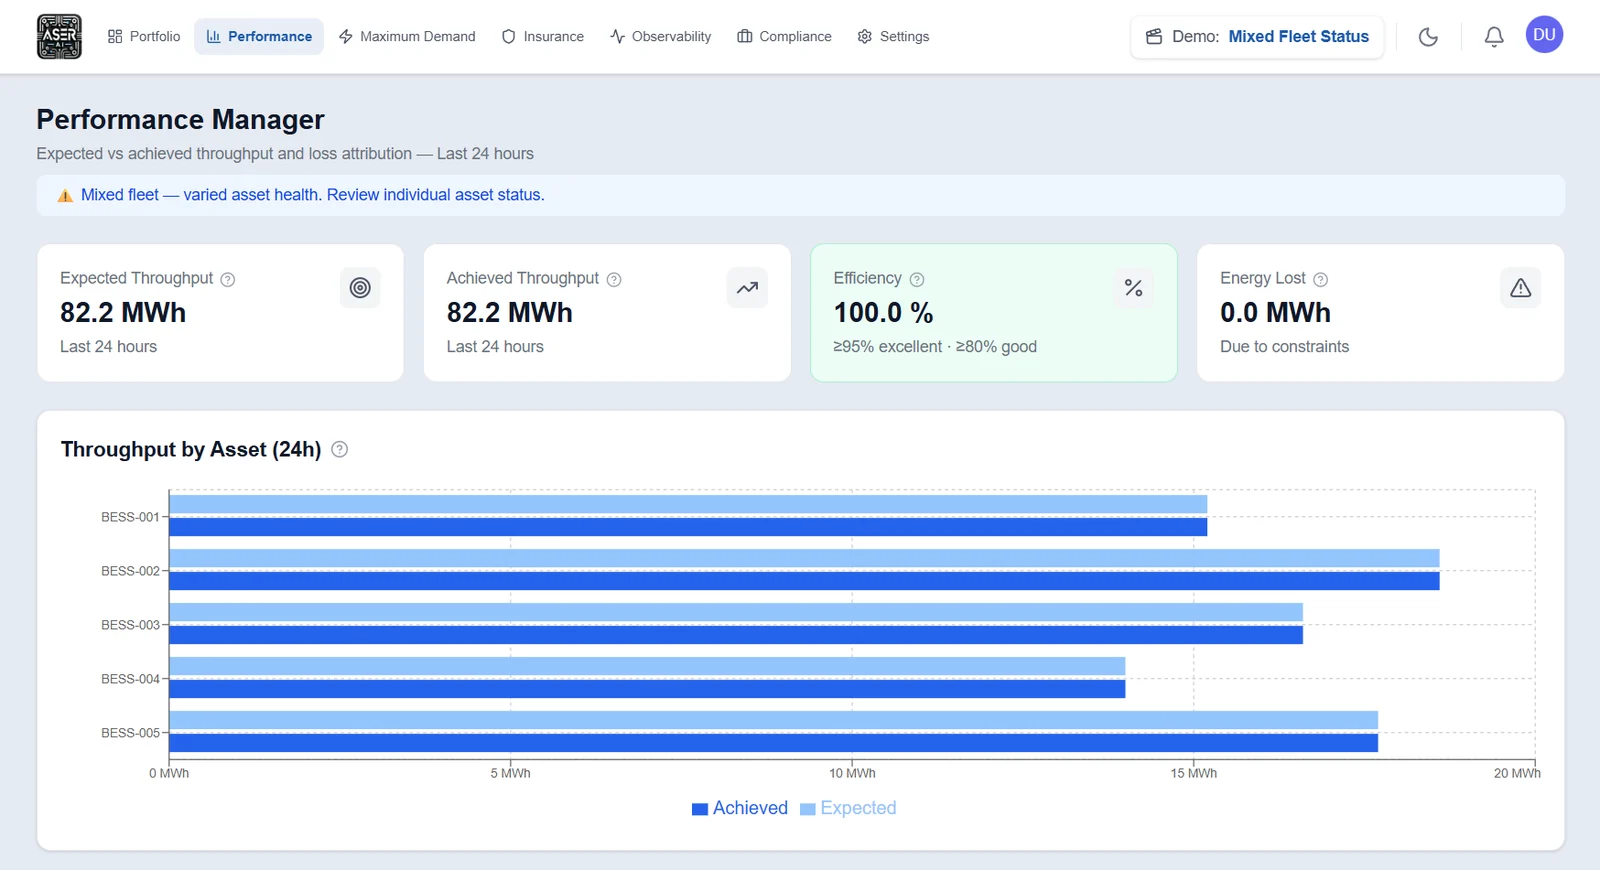 ASER
AI
Portfolio
Performance
Maximum Demand
Insurance
Observability
Compliance
Settings
Demo: Mixed Fleet Status
DU
Performance Manager
Expected vs achieved throughput and loss attribution — Last 24 hours
Mixed fleet — varied asset health. Review individual asset status.
Expected Throughput
82.2 MWh
Last 24 hours
Achieved Throughput
82.2 MWh
Last 24 hours
Efficiency
100.0 %
≥95% excellent · ≥80% good
Energy Lost
0.0 MWh
Due to constraints
Throughput by Asset (24h)
BESS-001
BESS-002
BESS-003
BESS-004
BESS-005
0 MWh
5 MWh
10 MWh
15 MWh
20 MWh
Achieved
Expected